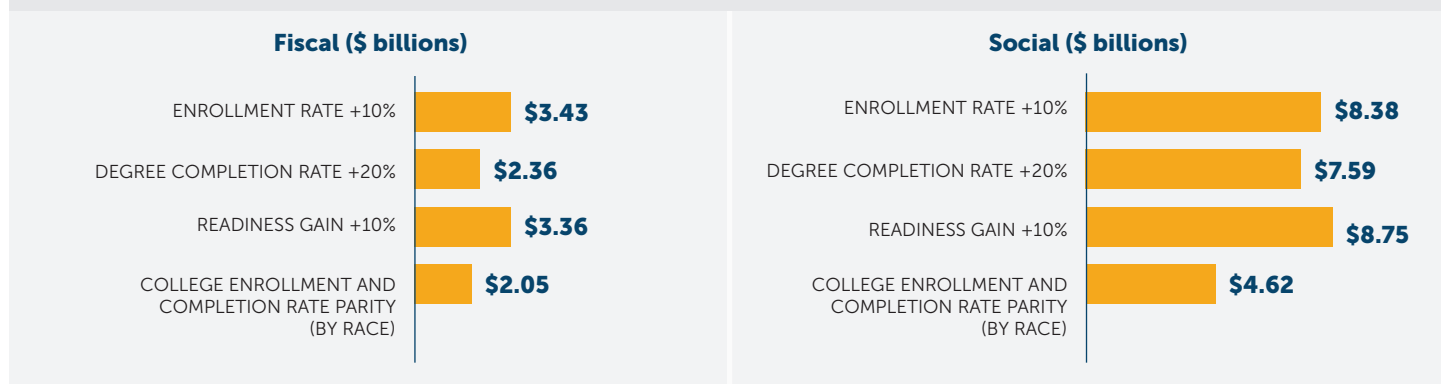 Fiscal ($ billions)
ENROLLMENT RATE +10%
$3.43
DEGREE COMPLETION RATE +20%
$2.36
READINESS GAIN +10%
$3.36
COLLEGE ENROLLMENT AND
COMPLETION RATE PARITY
(BY RACE)
$2.05
Social ($ billions)
ENROLLMENT RATE +10%
$8.38
DEGREE COMPLETION RATE +20%
$7.59
READINESS GAIN +10%
$8.75
COLLEGE ENROLLMENT AND
COMPLETION RATE PARITY
(BY RACE)
$4.62